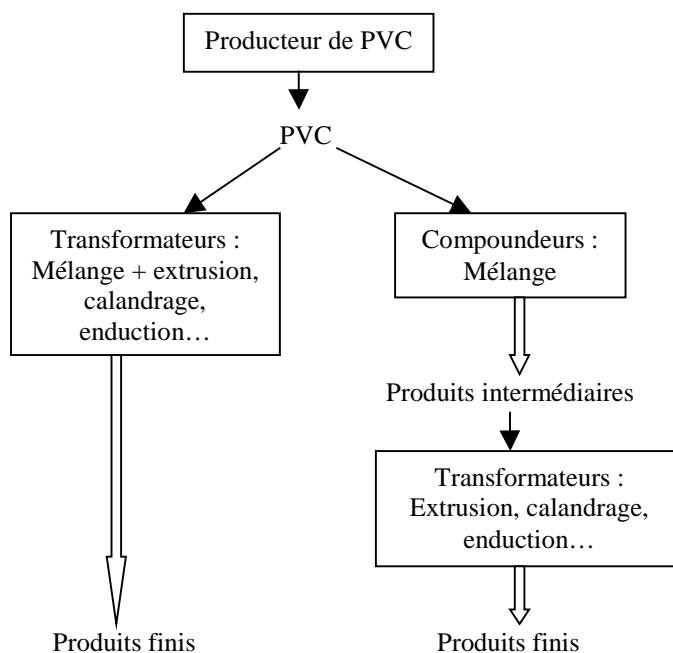 Producteur de PVC
PVC
Transformateurs :
Mélange + extrusion,
calandrage,
enduction…
Compoundeurs :
Mélange
Produits intermédiaires
Transformateurs :
Extrusion, calandrage,
enduction…
Produits finis
Produits finis